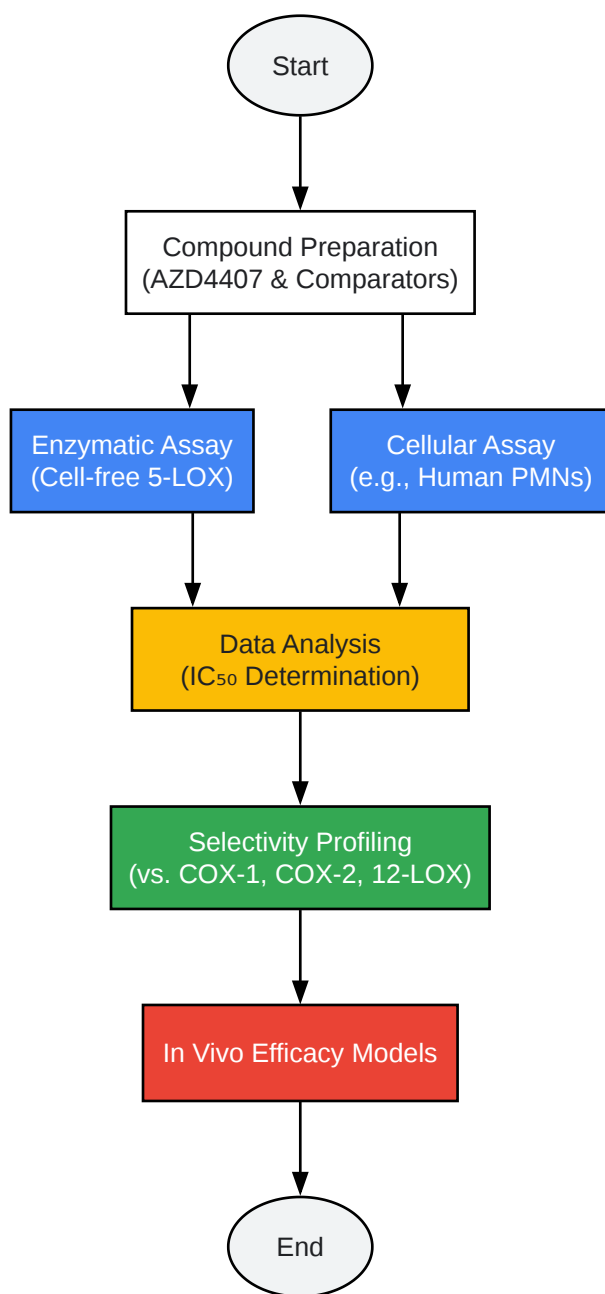 Start
Compound Preparation
(AZD4407 & Comparators)
Enzymatic Assay
(Cell-free 5-LOX)
Cellular Assay
(e.g., Human PMNs)
Data Analysis
(IC₅₀ Determination)
Selectivity Profiling
(vs. COX-1, COX-2, 12-LOX)
In Vivo Efficacy Models
End